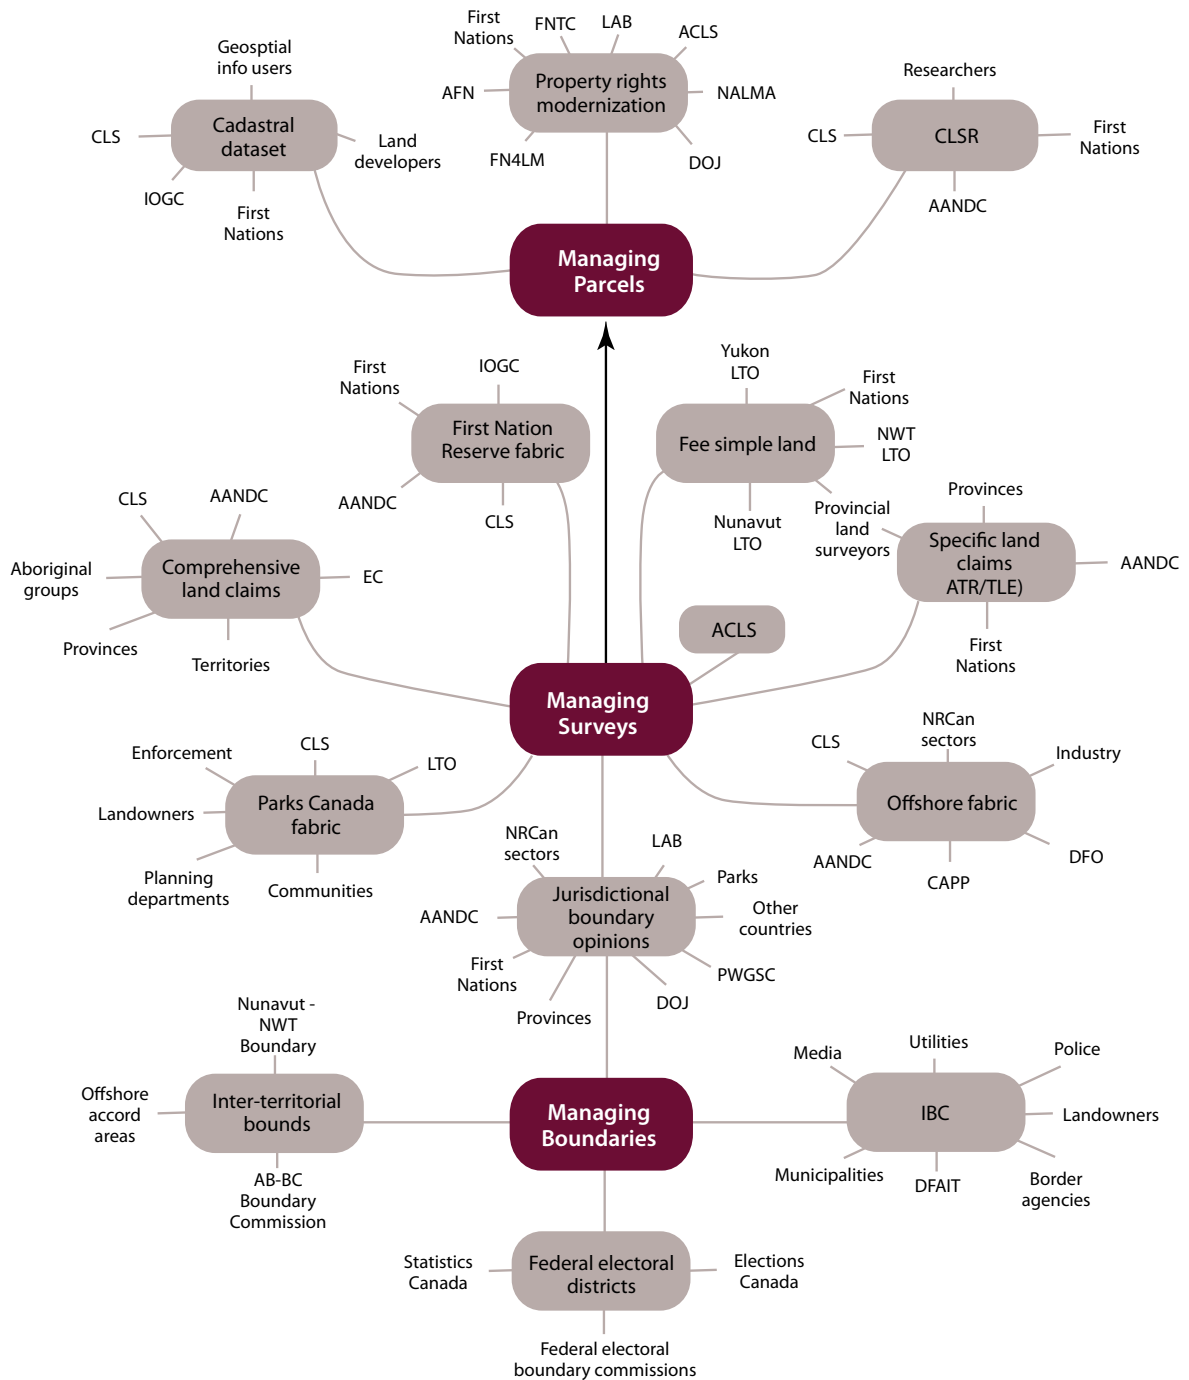 First
Nations
FNTC
LAB
ACLS
AFN
Property rights
modernization
NALMA
FN4LM
DOJ
Geosptial
info users
CLS
Cadastral
dataset
Land
developers
IOGC
First
Nations
Researchers
CLS
CLSR
First
Nations
AANDC
Managing
Parcels
First
Nations
IOGC
First Nation
Reserve fabric
AANDC
CLS
Yukon
LTO
First
Nations
Fee simple land
NWT
LTO
Nunavut
LTO
Provincial
land
surveyors
Provinces
Specific land
claims
ATR/TLE)
AANDC
First
Nations
CLS
AANDC
Aboriginal
groups
Comprehensive
land claims
EC
Provinces
Territories
ACLS
Managing
Surveys
Enforcement
CLS
LTO
Landowners
Parks Canada
fabric
Planning
departments
Communities
CLS
NRCan
sectors
Industry
Offshore fabric
AANDC
CAPP
DFO
NRCan
sectors
LAB
Parks
AANDC
Jurisdictional
boundary
opinions
Other
countries
First
Nations
Provinces
DOJ
PWGSC
Nunavut -
NWT
Boundary
Offshore
accord
areas
Inter-territorial
bounds
AB-BC
Boundary
Commission
Managing
Boundaries
Media
Utilities
Police
IBC
Landowners
Municipalities
DFAIT
Border
agencies
Statistics
Canada
Federal electoral
districts
Elections
Canada
Federal electoral
boundary commissions